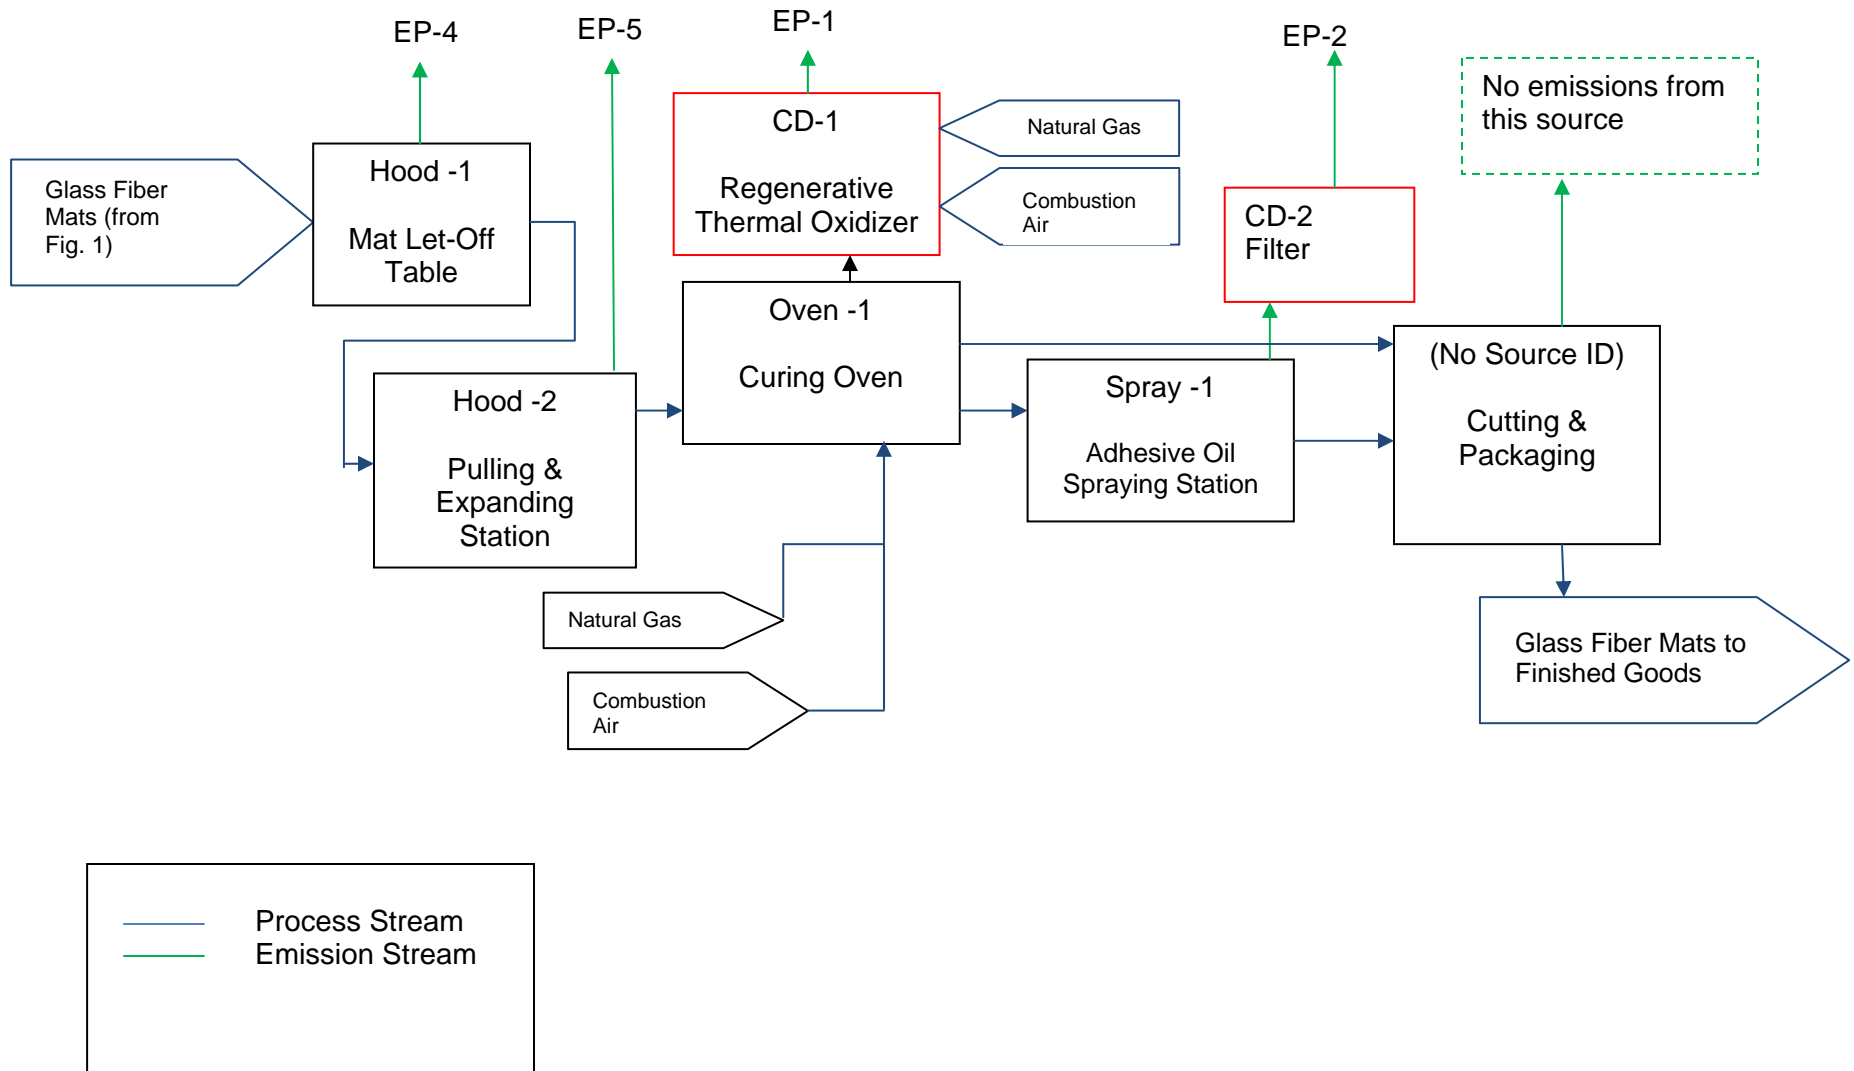 EP-4
EP-5
EP-1
EP-2
No emissions from
this source
Glass Fiber
Mats (from
Fig. 1)
Hood -1
Mat Let-Off
Table
CD-1
Regenerative
Thermal Oxidizer
Natural Gas
Combustion
Air
CD-2
Filter
Hood -2
Pulling &
Expanding
Station
Oven -1
Curing Oven
Spray -1
Adhesive Oil
Spraying Station
(No Source ID)
Cutting &
Packaging
Natural Gas
Combustion
Air
Glass Fiber Mats to
Finished Goods
Process Stream
Emission Stream